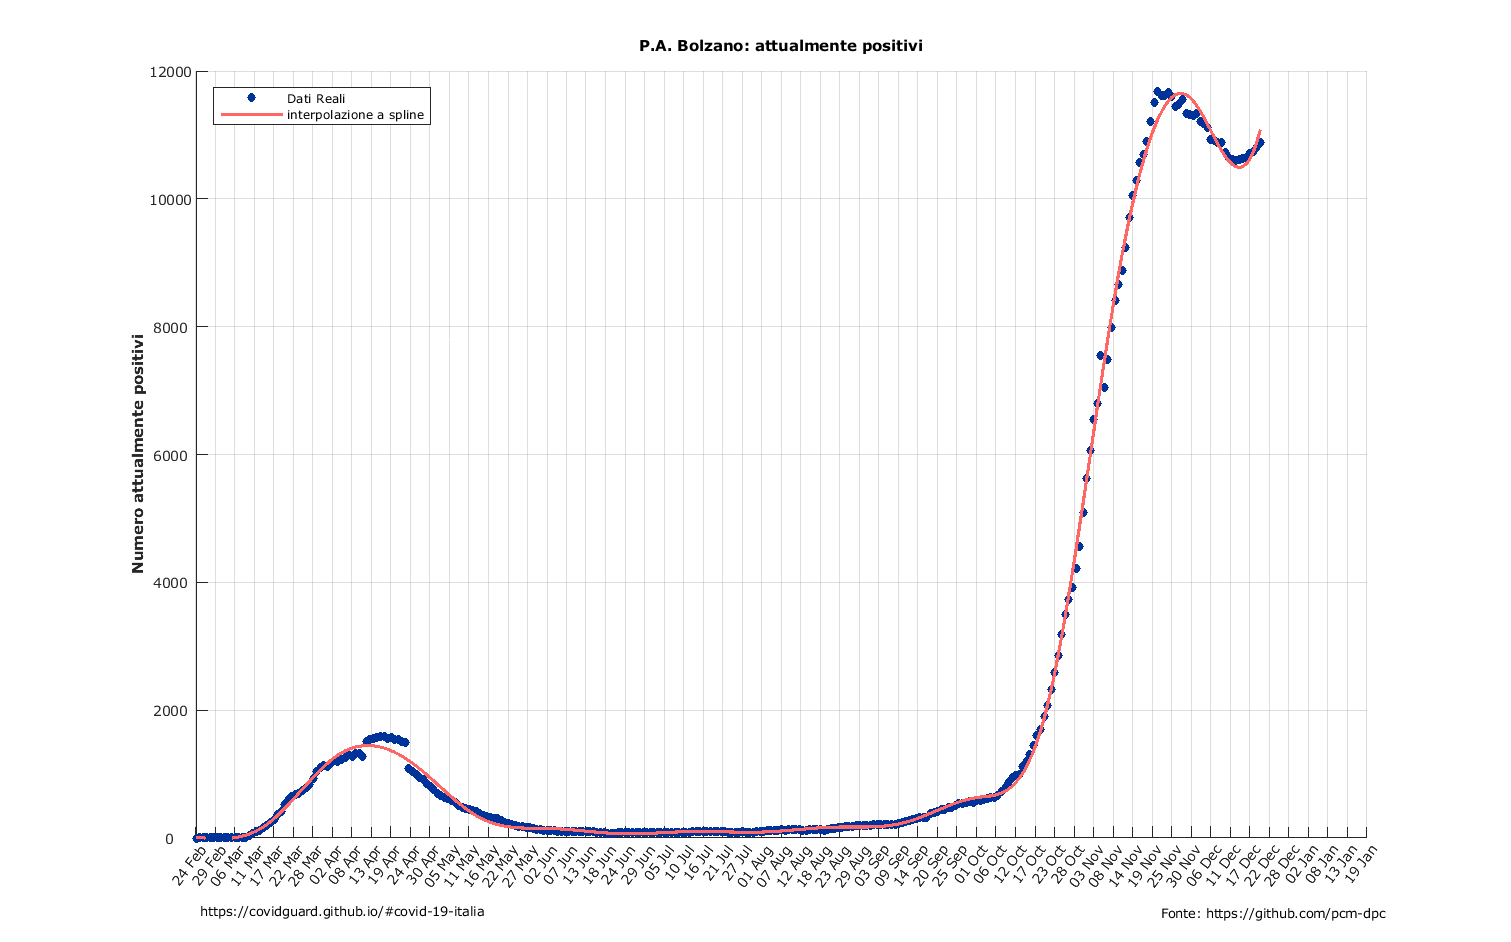 P.A. Bolzano: attualmente positivi
Dati Reali
interpolazione a spline
Numero attualmente positivi
12000
10000
8000
6000
4000
2000
0
24 Feb
29 Feb
06 Mar
11 Mar
17 Mar
22 Mar
28 Mar
02 Apr
08 Apr
13 Apr
19 Apr
24 Apr
30 Apr
05 May
11 May
16 May
22 May
27 May
02 Jun
07 Jun
13 Jun
18 Jun
24 Jun
29 Jun
05 Jul
10 Jul
16 Jul
21 Jul
27 Jul
01 Aug
07 Aug
12 Aug
18 Aug
23 Aug
29 Aug
03 Sep
09 Sep
14 Sep
20 Sep
25 Sep
01 Oct
06 Oct
12 Oct
17 Oct
23 Oct
28 Oct
03 Nov
08 Nov
14 Nov
19 Nov
25 Nov
30 Nov
06 Dec
11 Dec
17 Dec
22 Dec
28 Dec
02 Jan
08 Jan
13 Jan
19 Jan
https://covidguard.github.io/#covid-19-italia
Fonte: https://github.com/pcm-dpc